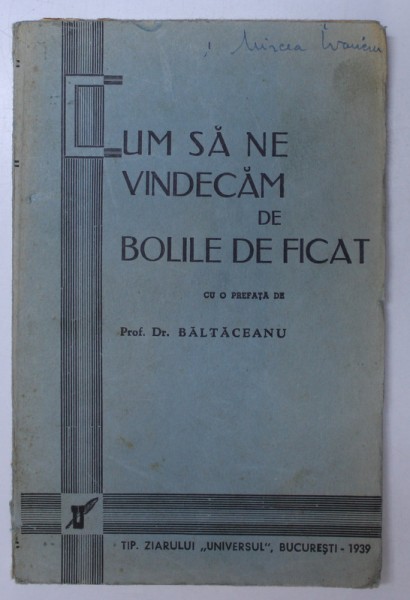 Mircea
CUM SĂ NE
VINDECĂM
DE
BOLILE DE FICAT
CU O PREFAȚĂ DE
Prof. Dr. BĂLTĂCEANU
TIP. ZIARULUI „UNIVERSUL", BUCUREȘTI - 1939